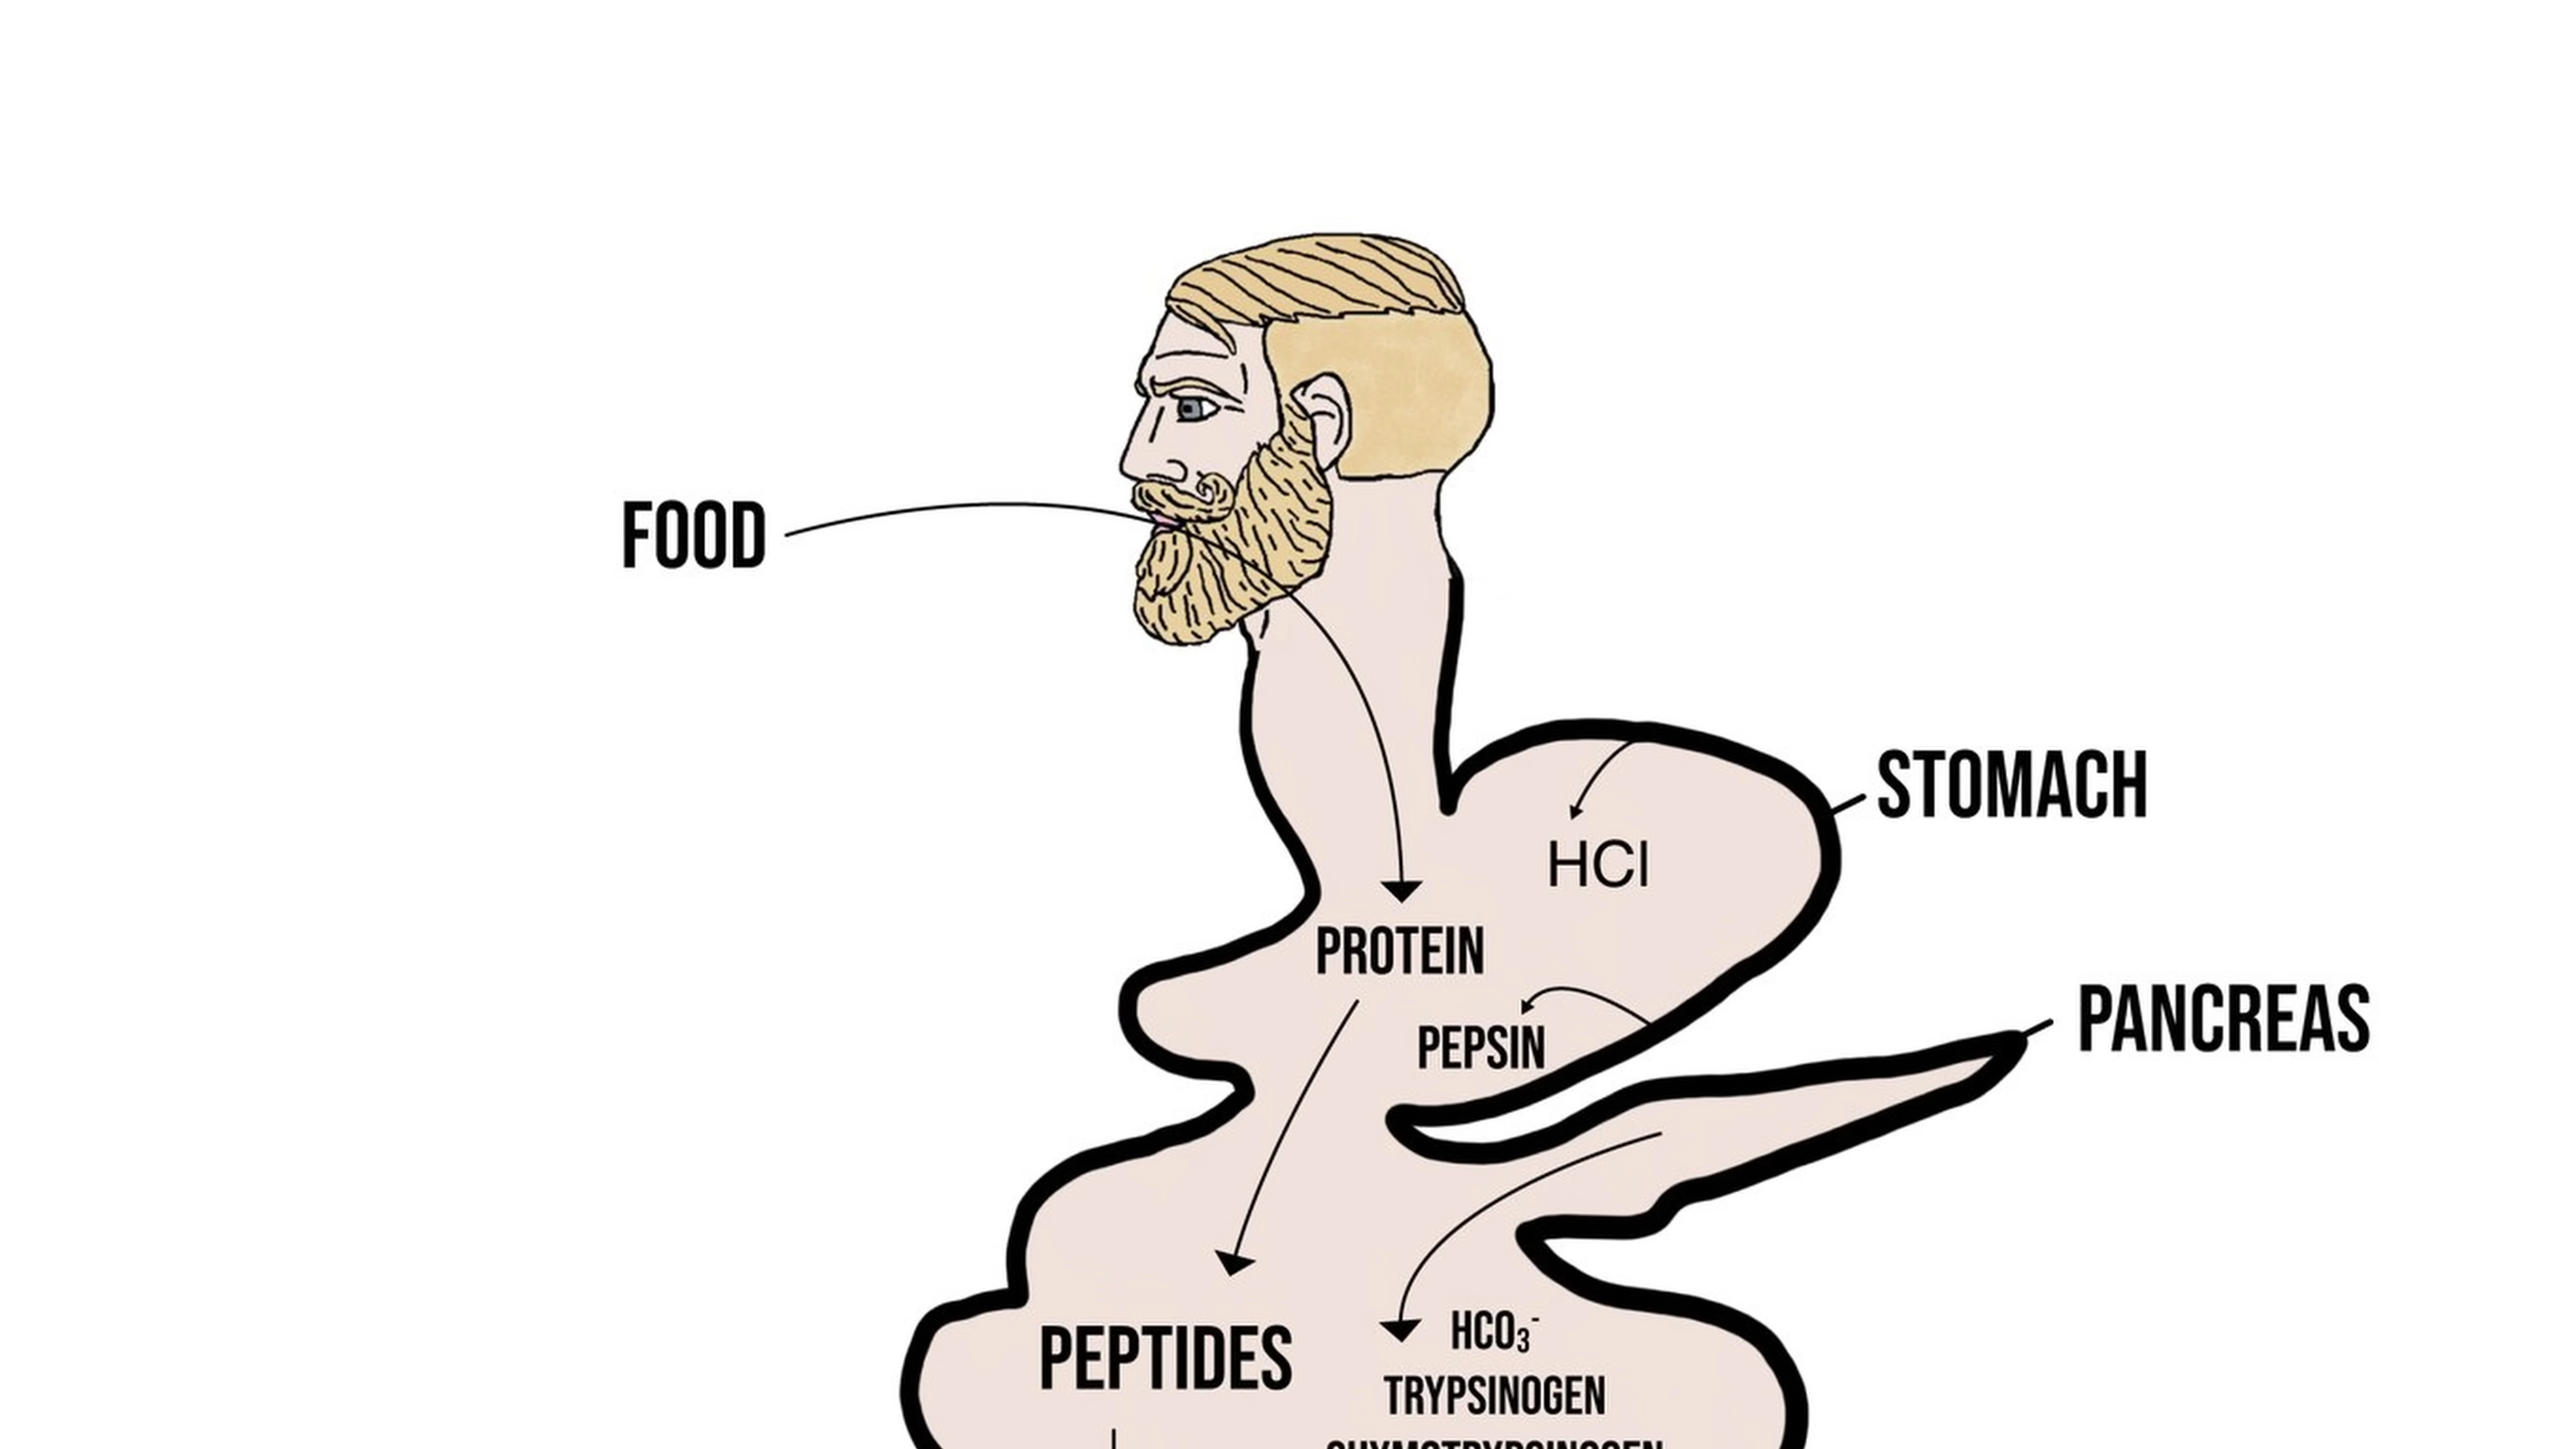 FOOD
STOMACH
HCl
PROTEIN
PANCREAS
PEPSIN
HCO₃⁻
PEPTIDES
TRYPSINOGEN